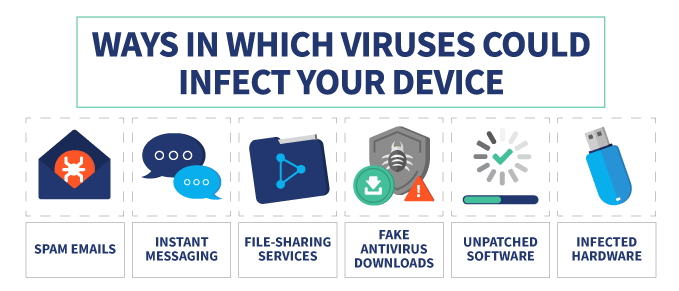 WAYS IN WHICH VIRUSES COULD
INFECT YOUR DEVICE
SPAM EMAILS
INSTANT
MESSAGING
FILE-SHARING
SERVICES
FAKE
ANTIVIRUS
DOWNLOADS
UNPATCHED
SOFTWARE
INFECTED
HARDWARE